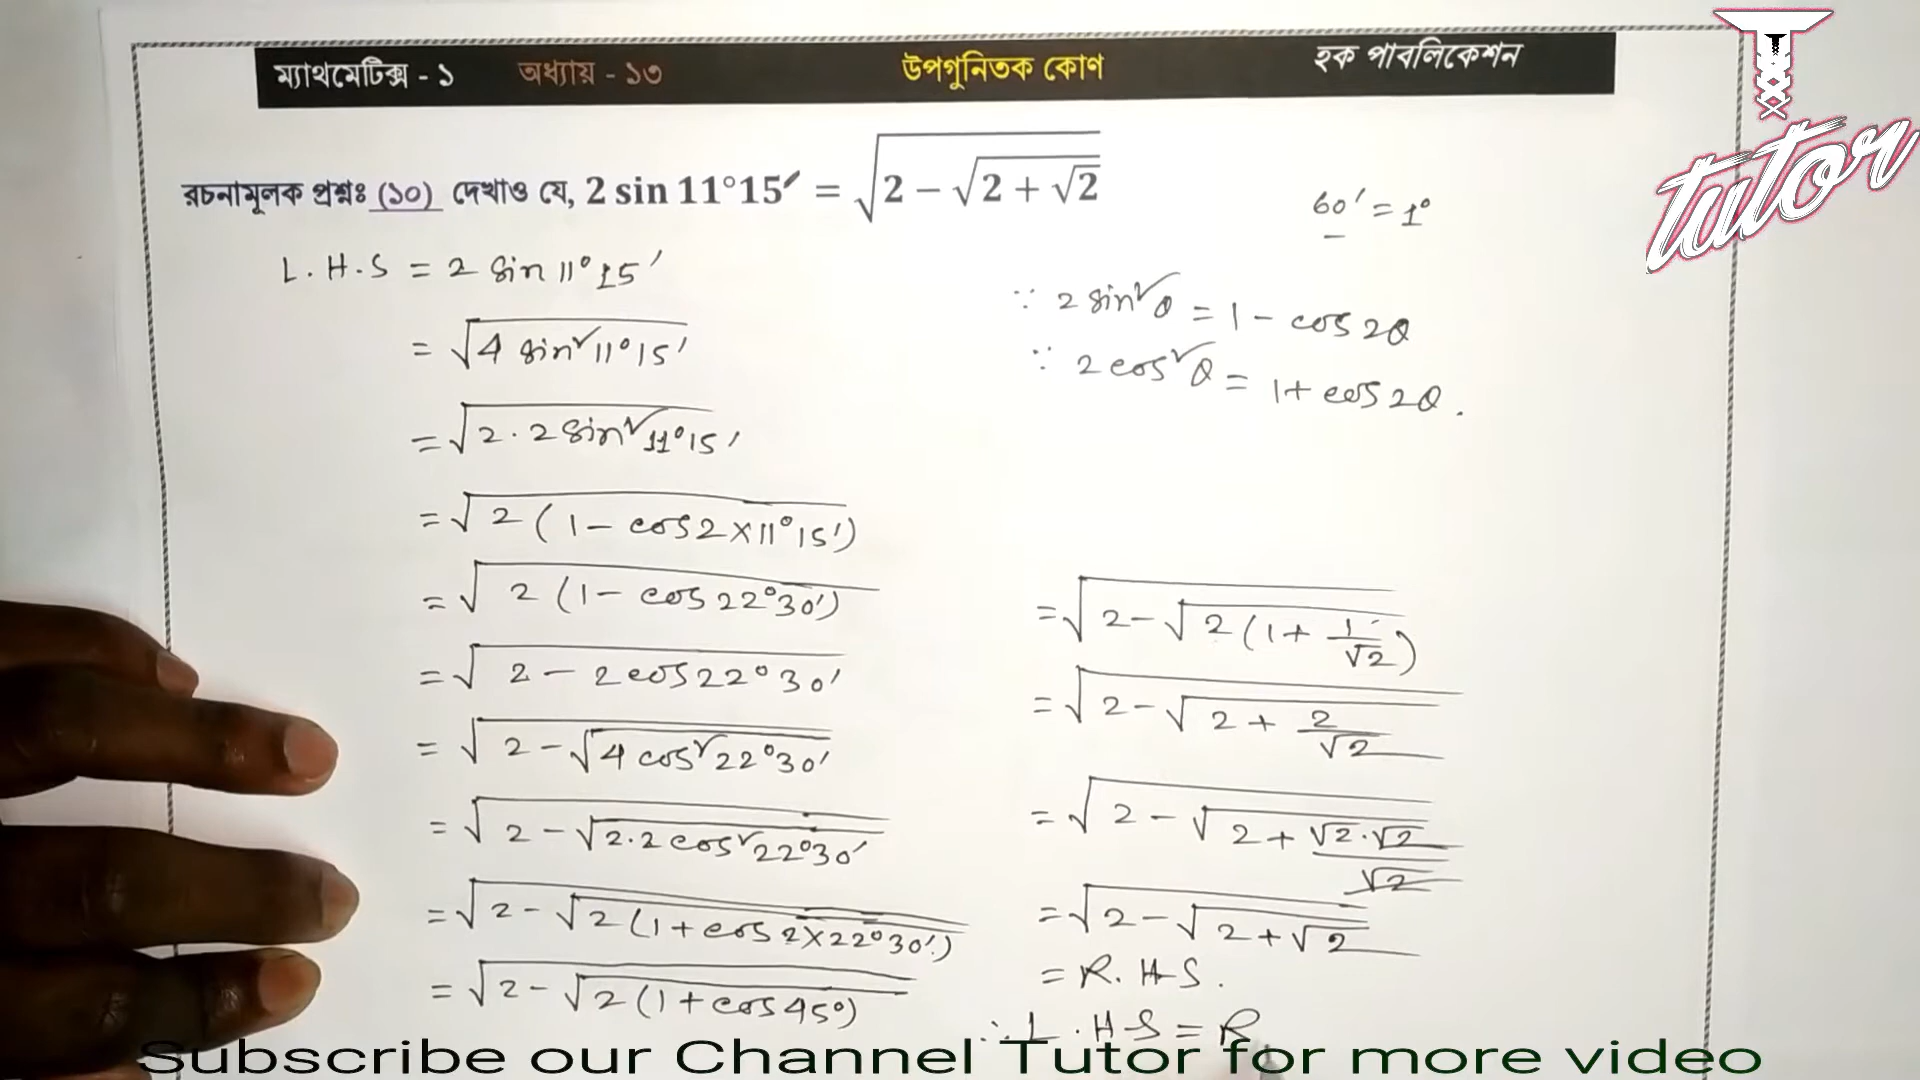 ম্যাথমেটিক্স - ১ অধ্যায় - ১৩ উপগুনিতক কোণ হক পাবলিকেশন
tutor
রচনামূলক প্রশ্নঃ (১০) দেখাও যে, 2 sin 11°15′ = √(2 − √(2 + √2))
60′ = 1°
L.H.S = 2 sin 11° 15′
= √(4 sin² 11° 15′)
= √(2 · 2 sin² 11° 15′)
= √(2 (1 − cos 2 × 11° 15′))
= √(2 (1 − cos 22° 30′))
= √(2 − 2 cos 22° 30′)
= √(2 − √(4 cos² 22° 30′))
= √(2 − √(2·2 cos² 22° 30′))
= √(2 − √(2 (1 + cos 2 × 22° 30′)))
= √(2 − √(2 (1 + cos 45°)))
∵ 2 sin² θ = 1 − cos 2θ
∵ 2 cos² θ = 1 + cos 2θ.
= √(2 − √(2 (1 + 1/√2)))
= √(2 − √(2 + 2/√2))
= √(2 − √(2 + √2·√2/√2))
= √(2 − √(2 + √2))
= R.H.S.
∴ L.H.S = R
Subscribe our Channel Tutor for more video